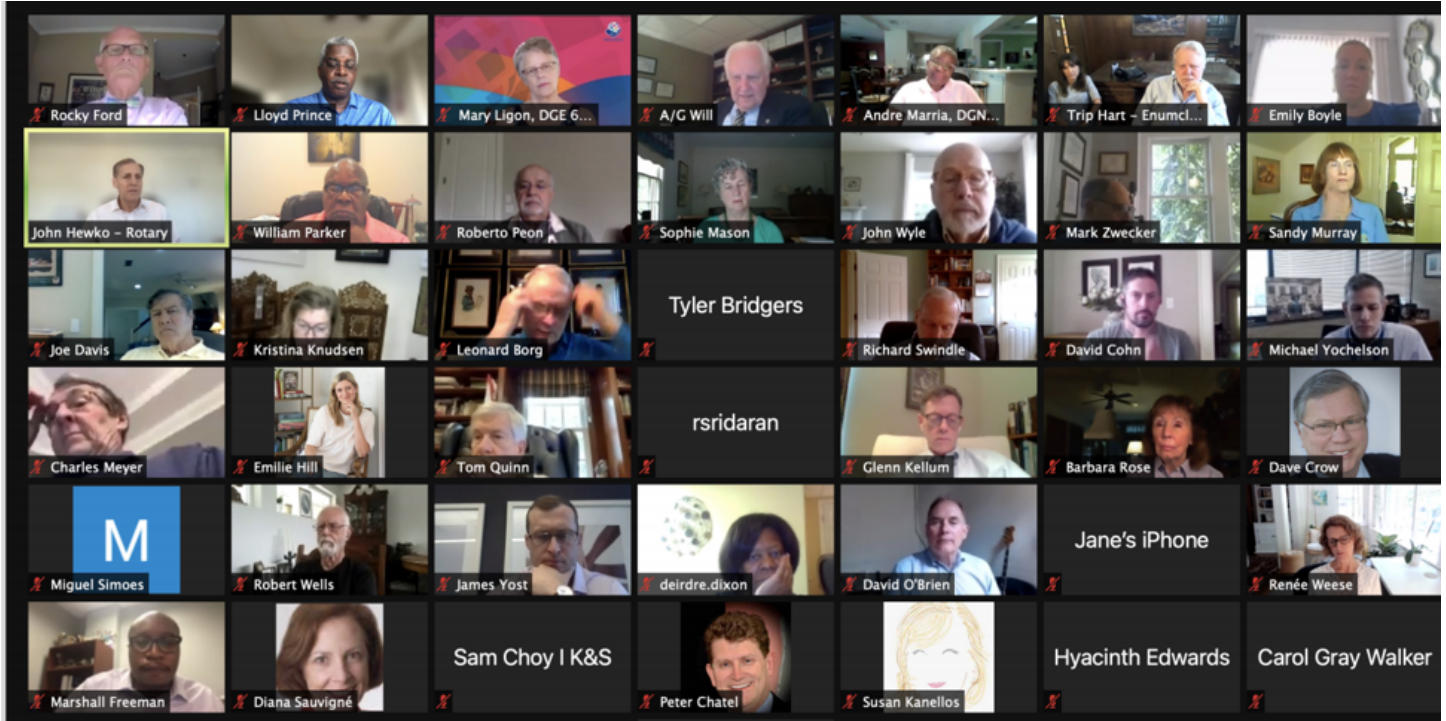 Rocky Ford
Lloyd Prince
Mary Ligon, DGE 6...
A/G Will
Andre Marria, DGN...
Trip Hart – Enumcl...
Emily Boyle
John Hewko – Rotary
William Parker
Roberto Peon
Sophie Mason
John Wyle
Mark Zwecker
Sandy Murray
Joe Davis
Kristina Knudsen
Leonard Borg
Tyler Bridgers
Richard Swindle
David Cohn
Michael Yochelson
Charles Meyer
Emilie Hill
Tom Quinn
rsridaran
Glenn Kellum
Barbara Rose
Dave Crow
M
Miguel Simoes
Robert Wells
James Yost
deirdre.dixon
David O'Brien
Jane's iPhone
Renée Weese
Marshall Freeman
Diana Sauvigné
Sam Choy I K&S
Peter Chatel
Susan Kanellos
Hyacinth Edwards
Carol Gray Walker